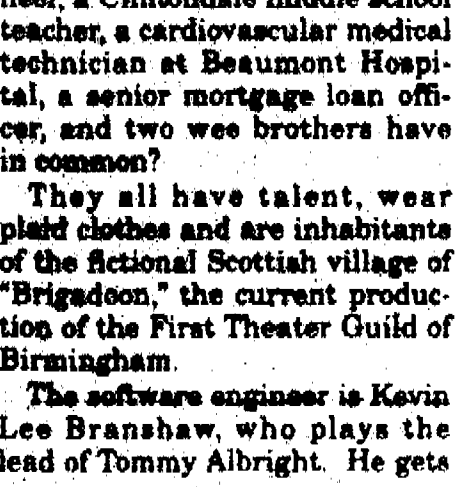 neer, a Chittondale middle school
teacher, a cardiovascular medical
technician at Beaumont Hospi-
tal, a senior mortgage loan offi-
cer, and two wee brothers have
in common?
They all have talent, wear
plaid clothes and are inhabitants
of the fictional Scottish village of
"Brigadoon," the current produc-
tion of the First Theater Guild of
Birmingham.
The software engineer is Kevin
Lee Branshaw, who plays the
lead of Tommy Albright. He gets